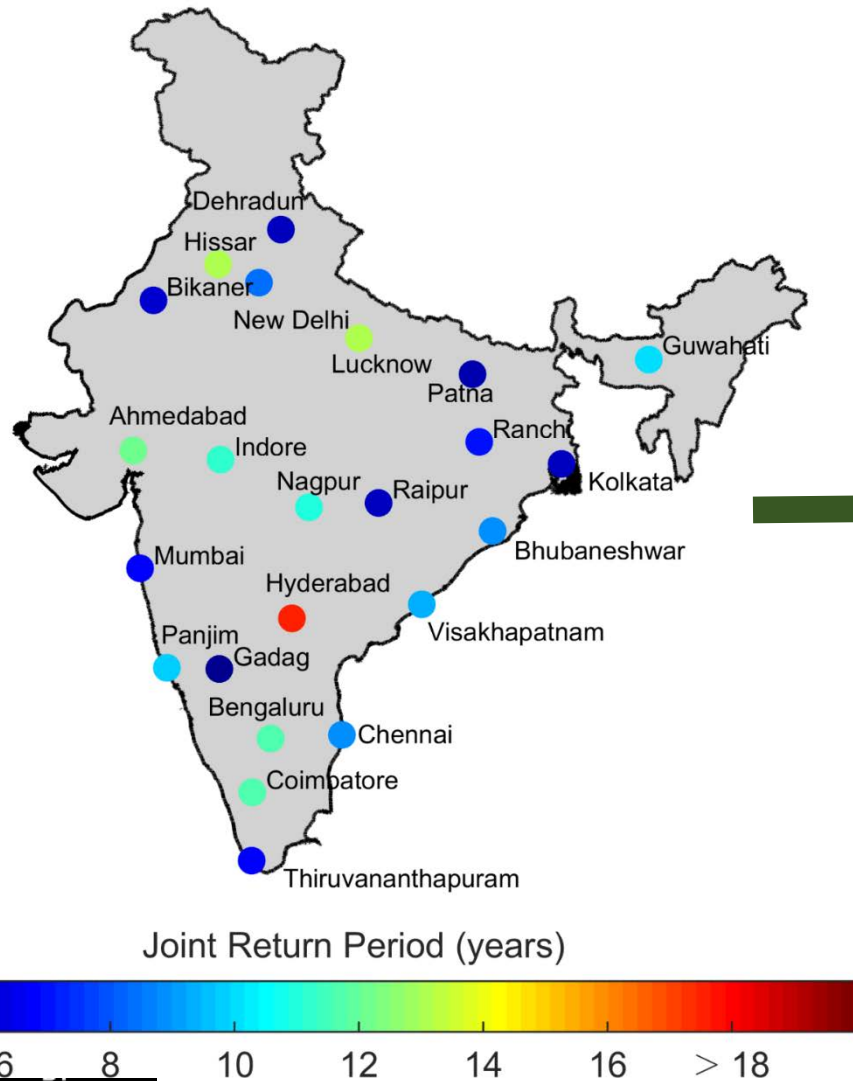 Dehradun
Hissar
Bikaner
New Delhi
Lucknow
Guwahati
Patna
Ahmedabad
Indore
Ranchi
Nagpur
Raipur
Kolkata
Bhubaneshwar
Mumbai
Hyderabad
Visakhapatnam
Panjim
Gadag
Bengaluru
Chennai
Coimbatore
Thiruvananthapuram
Joint Return Period (years)
6 8 10 12 14 16 > 18